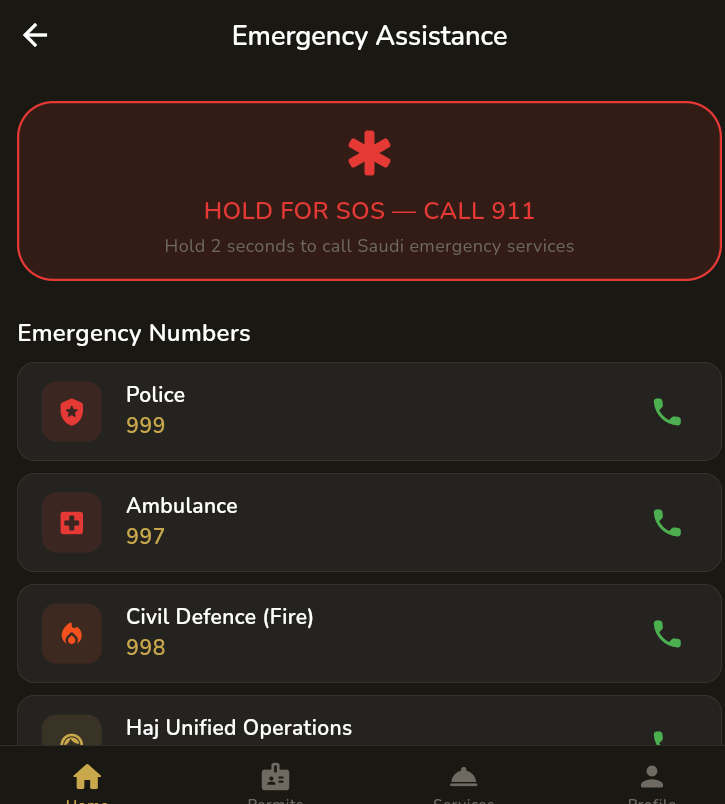 Emergency Assistance
HOLD FOR SOS — CALL 911
Hold 2 seconds to call Saudi emergency services
Emergency Numbers
Police
999
Ambulance
997
Civil Defence (Fire)
998
Haj Unified Operations
Home
Permits
Services
Profile